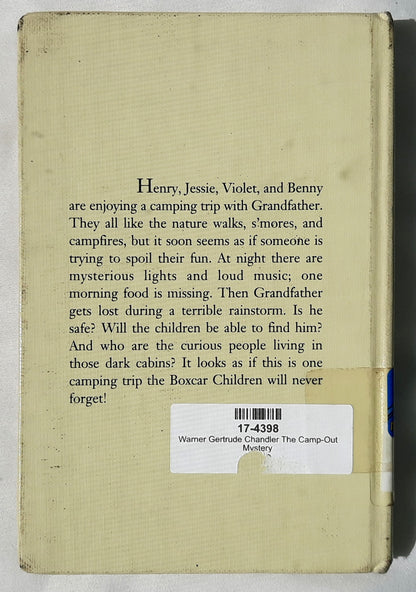 Henry, Jessie, Violet, and Benny
are enjoying a camping trip with Grandfather.
They all like the nature walks, s'mores, and
campfires, but it soon seems as if someone is
trying to spoil their fun. At night there are
mysterious lights and loud music; one
morning food is missing. Then Grandfather
gets lost during a terrible rainstorm. Is he
safe? Will the children be able to find him?
And who are the curious people living in
those dark cabins? It looks as if this is one
camping trip the Boxcar Children will never
forget!
17-4398
Warner Gertrude Chandler The Camp-Out
Mystery